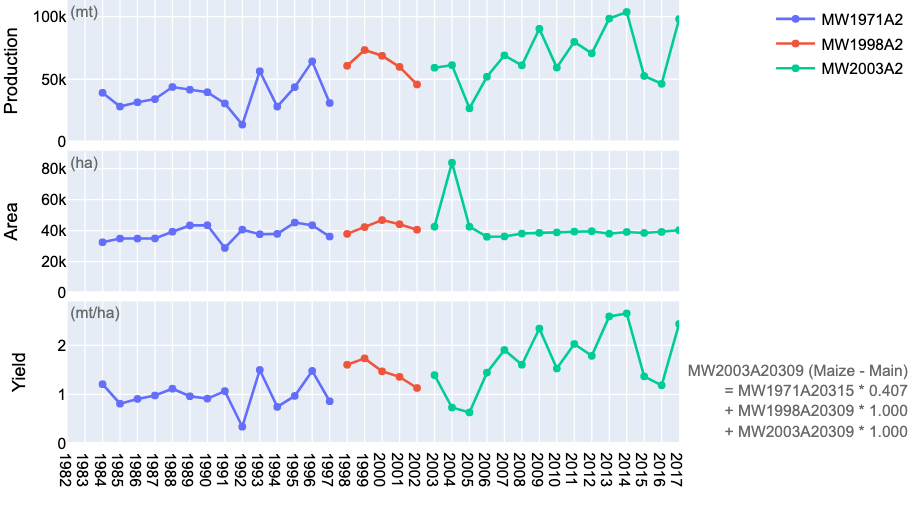 Production
(mt)
100k
50k
0
Area
(ha)
80k
60k
40k
20k
0
Yield
(mt/ha)
2
1
0
1982
1983
1984
1985
1986
1987
1988
1989
1990
1991
1992
1993
1994
1995
1996
1997
1998
1999
2000
2001
2002
2003
2004
2005
2006
2007
2008
2009
2010
2011
2012
2013
2014
2015
2016
2017
MW1971A2
MW1998A2
MW2003A2
MW2003A20309 (Maize - Main)
= MW1971A20315 * 0.407
+ MW1998A20309 * 1.000
+ MW2003A20309 * 1.000